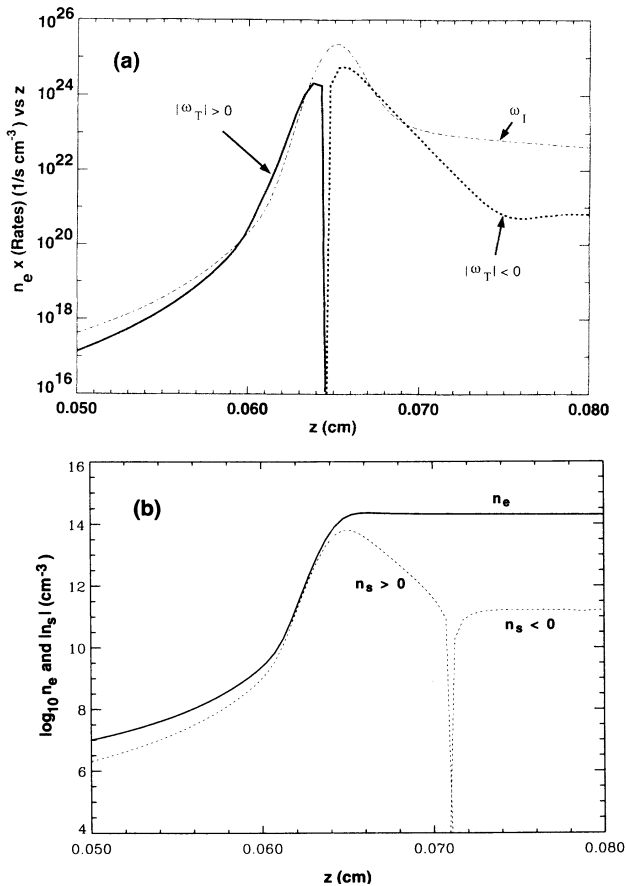 (a)
n_e x (Rates) (1/s cm^-3) vs z
10^26
10^24
10^22
10^20
10^18
10^16
|ω_T| > 0
ω_I
|ω_T| < 0
0.050 0.060 0.070 0.080
z (cm)
(b)
log_10 n_e and |n_s| (cm^-3)
16
14
12
10
8
6
4
n_e
n_s > 0
n_s < 0
0.050 0.060 0.070 0.080
z (cm)